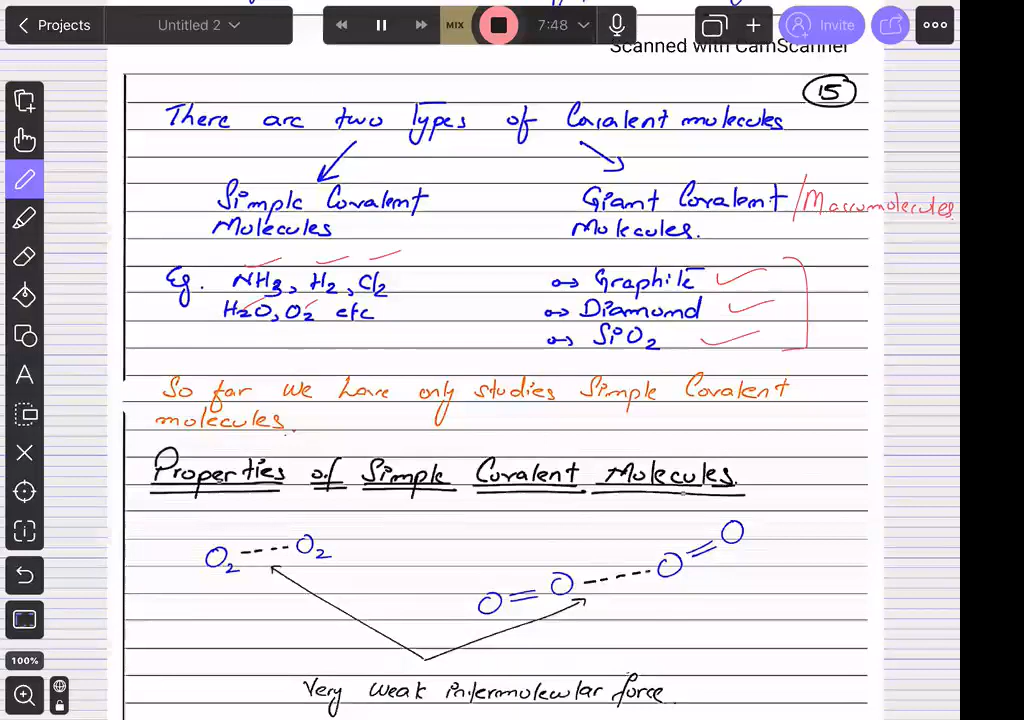 Projects Untitled 2 MIX 7:48 Invite
Scanned with CamScanner
15
There are two Types of Covalent molecules
Simple Covalent Giant Covalent /Macromolecules
Molecules Molecules.
Eg. NH3, H2, Cl2 Graphite
H2O, O2 etc Diamond
SiO2
So far we have only studies Simple Covalent
molecules.
Properties of Simple Covalent Molecules.
O2 ---- O2 O = O ----- O = O
Very weak intermolecular force
100%